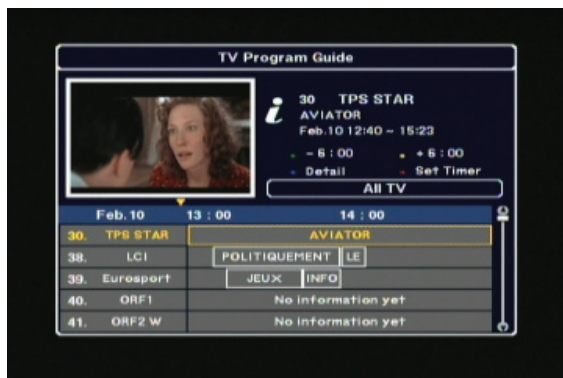 TV Program Guide
i
30 TPS STAR
AVIATOR
Feb.10 12:40 ~ 15:23
- 6 : 00 + 6 : 00
Detail Set Timer
All TV
Feb.10 13 : 00 14 : 00
30. TPS STAR AVIATOR
38. LCI POLITIQUEMENT LE
39. Eurosport JEUX INFO
40. ORF1 No information yet
41. ORF2 W No information yet